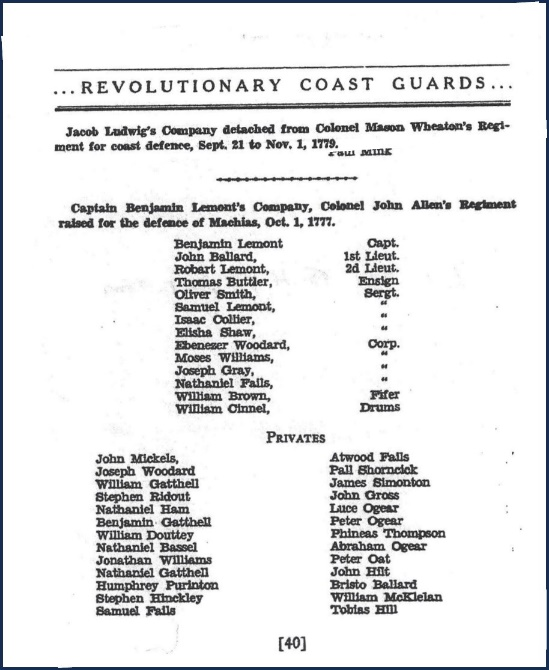 ...REVOLUTIONARY COAST GUARDS...
Jacob Ludwig's Company detached from Colonel Mason Wheaton's Regi-
ment for coast defence, Sept. 21 to Nov. 1, 1779.
Paul Mink
Captain Benjamin Lemont's Company, Colonel John Allen's Regiment
raised for the defence of Machias, Oct. 1, 1777.
Benjamin Lemont Capt.
John Ballard, 1st Lieut.
Robart Lemont, 2d Lieut.
Thomas Buttler, Ensign
Oliver Smith, Sergt.
Samuel Lemont, "
Isaac Collier, "
Elisha Shaw, "
Ebenezer Woodard, Corp.
Moses Williams, "
Joseph Gray, "
Nathaniel Fails, "
William Brown, Fifer
William Cinnel, Drums
PRIVATES
John Mickels,
Joseph Woodard
William Gatthell
Stephen Ridout
Nathaniel Ham
Benjamin Gatthell
William Douttey
Nathaniel Bassel
Jonathan Williams
Nathaniel Gatthell
Humphrey Purinton
Stephen Hinckley
Samuel Fails
Atwood Fails
Pall Shorncick
James Simonton
John Gross
Luce Ogear
Peter Ogear
Phineas Thompson
Abraham Ogear
Peter Oat
John Hilt
Bristo Ballard
William McKlelan
Tobias Hill
[40]